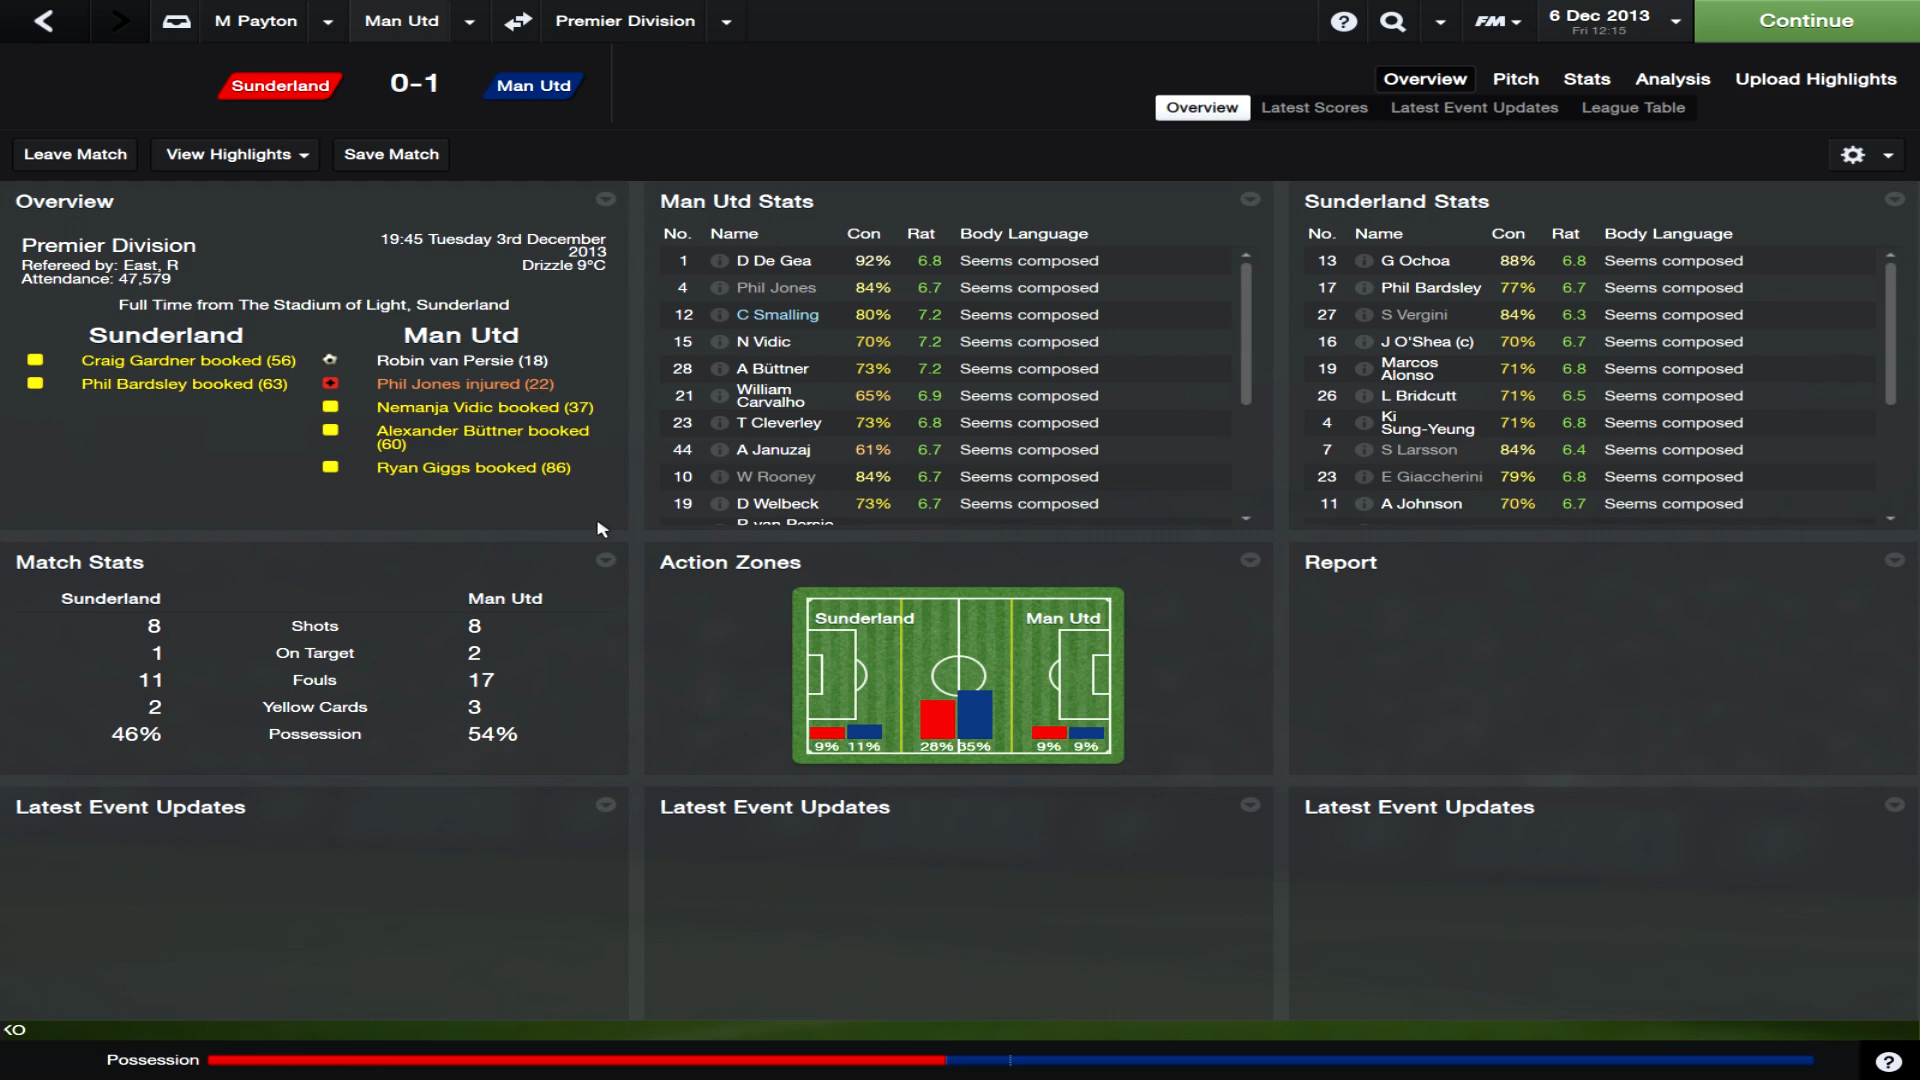 M Payton
Man Utd
Premier Division
FM
6 Dec 2013
Fri 12:15
Continue
Sunderland
0-1
Man Utd
Overview
Pitch
Stats
Analysis
Upload Highlights
Overview
Latest Scores
Latest Event Updates
League Table
Leave Match
View Highlights
Save Match
Overview
Premier Division
Refereed by: East, R
Attendance: 47,579
19:45 Tuesday 3rd December
2013
Drizzle 9°C
Full Time from The Stadium of Light, Sunderland
Sunderland
Craig Gardner booked (56)
Phil Bardsley booked (63)
Man Utd
Robin van Persie (18)
Phil Jones injured (22)
Nemanja Vidic booked (37)
Alexander Büttner booked
(60)
Ryan Giggs booked (86)
Man Utd Stats
No. Name Con Rat Body Language
1 D De Gea 92% 6.8 Seems composed
4 Phil Jones 84% 6.7 Seems composed
12 C Smalling 80% 7.2 Seems composed
15 N Vidic 70% 7.2 Seems composed
28 A Büttner 73% 7.2 Seems composed
21 William Carvalho 65% 6.9 Seems composed
23 T Cleverley 73% 6.8 Seems composed
44 A Januzaj 61% 6.7 Seems composed
10 W Rooney 84% 6.7 Seems composed
19 D Welbeck 73% 6.7 Seems composed
R van Persie
Sunderland Stats
No. Name Con Rat Body Language
13 G Ochoa 88% 6.8 Seems composed
17 Phil Bardsley 77% 6.7 Seems composed
27 S Vergini 84% 6.3 Seems composed
16 J O'Shea (c) 70% 6.7 Seems composed
19 Marcos Alonso 71% 6.8 Seems composed
26 L Bridcutt 71% 6.5 Seems composed
4 Ki Sung-Yeung 71% 6.8 Seems composed
7 S Larsson 84% 6.4 Seems composed
23 E Giaccherini 79% 6.8 Seems composed
11 A Johnson 70% 6.7 Seems composed
Match Stats
Sunderland Man Utd
8 Shots 8
1 On Target 2
11 Fouls 17
2 Yellow Cards 3
46% Possession 54%
Action Zones
Sunderland Man Utd
9% 11% 28% 35% 9% 9%
Report
Latest Event Updates
Latest Event Updates
Latest Event Updates
Possession